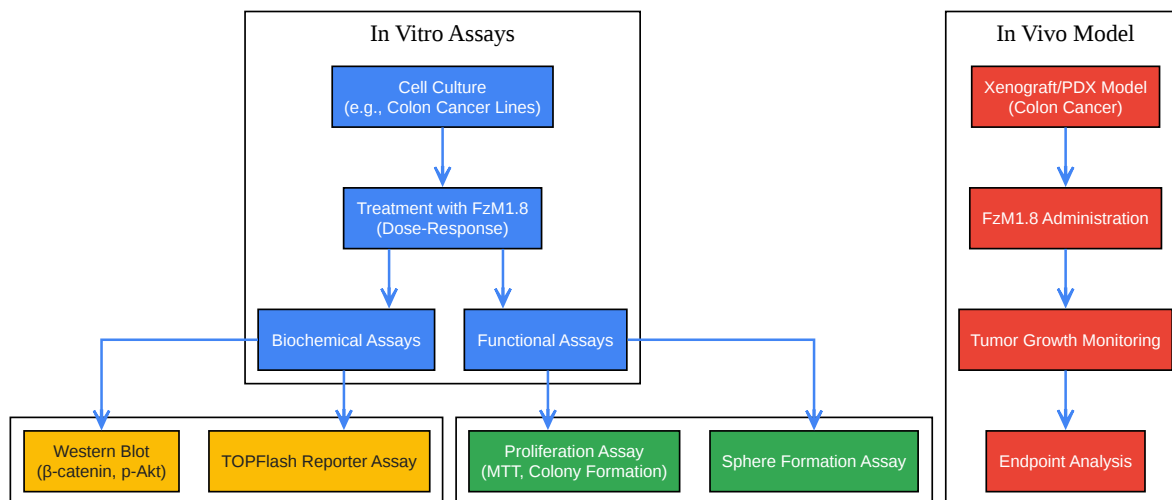 In Vitro Assays
Cell Culture
(e.g., Colon Cancer Lines)
Treatment with FzM1.8
(Dose-Response)
Biochemical Assays
Functional Assays
Western Blot
(β-catenin, p-Akt)
TOPFlash Reporter Assay
Proliferation Assay
(MTT, Colony Formation)
Sphere Formation Assay
In Vivo Model
Xenograft/PDX Model
(Colon Cancer)
FzM1.8 Administration
Tumor Growth Monitoring
Endpoint Analysis